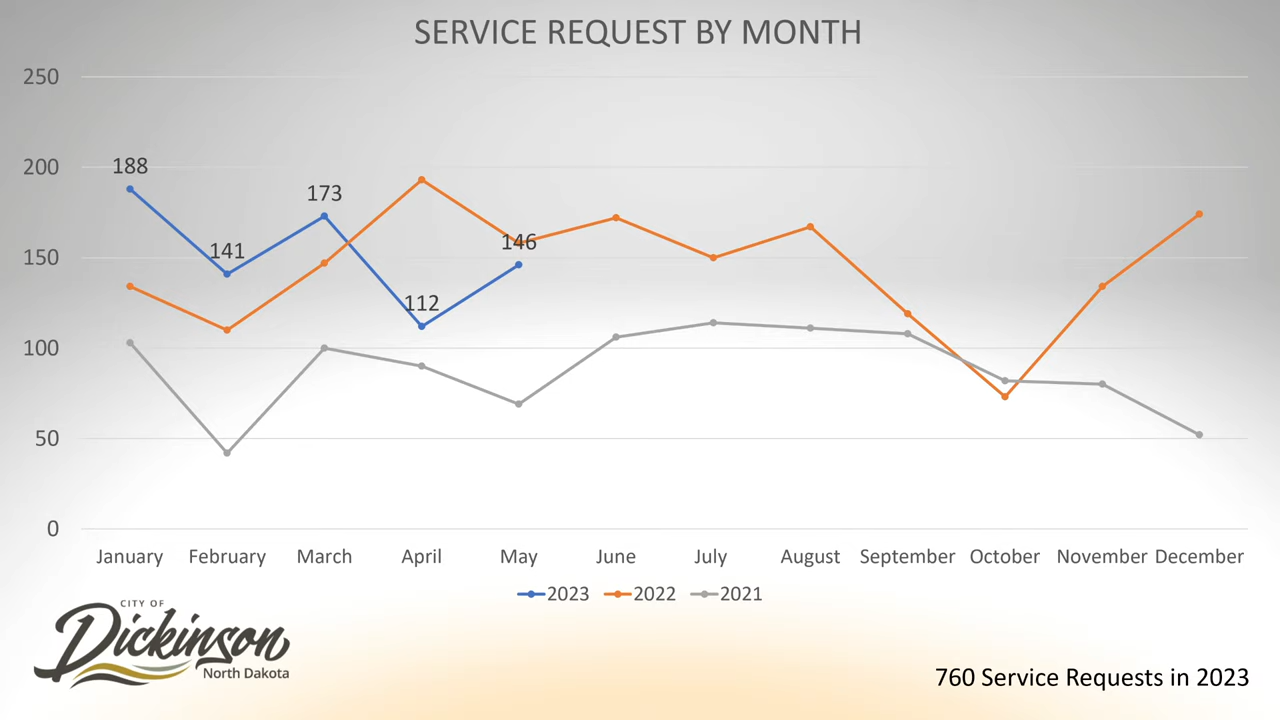 SERVICE REQUEST BY MONTH
250
200
150
100
50
0
188
141
173
112
146
January February March April May June July August September October November December
2023 2022 2021
CITY OF
Dickinson
North Dakota
760 Service Requests in 2023